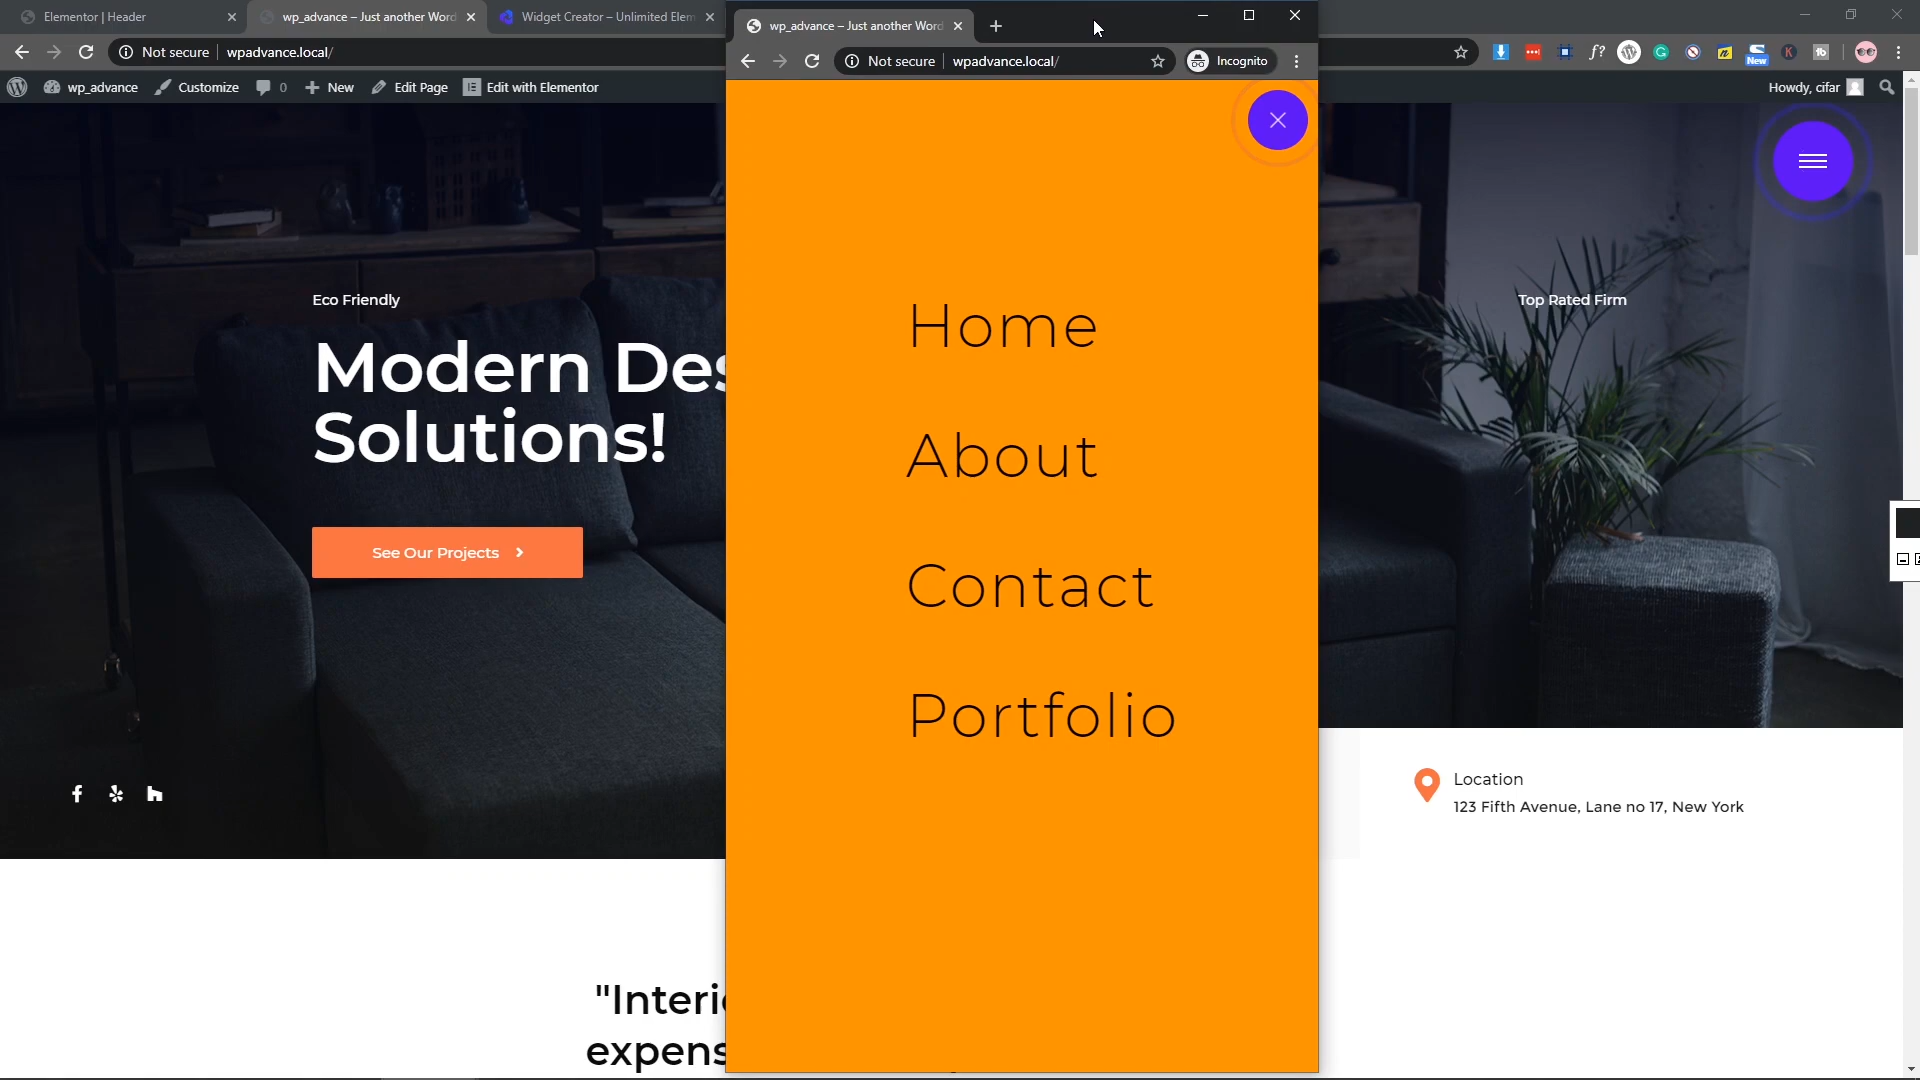 Elementor | Header
wp_advance – Just another Word
Widget Creator – Unlimited Elem
wp_advance – Just another Word
Not secure
wpadvance.local/
Not secure
wpadvance.local/
Incognito
New
wp_advance
Customize
0
New
Edit Page
Edit with Elementor
Howdy, cifar
Eco Friendly
Modern Des
Solutions!
See Our Projects
Home
About
Contact
Portfolio
Top Rated Firm
Location
123 Fifth Avenue, Lane no 17, New York
"Interi
expens